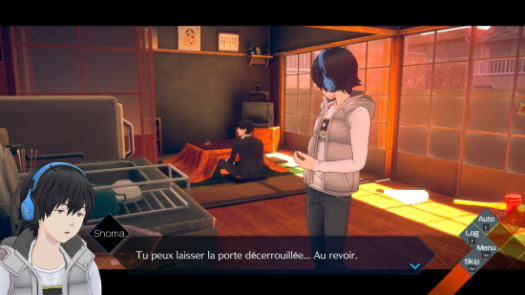 Shoma
Tu peux laisser la porte décerrouillée... Au revoir.
Auto
Log
Menu
Skip